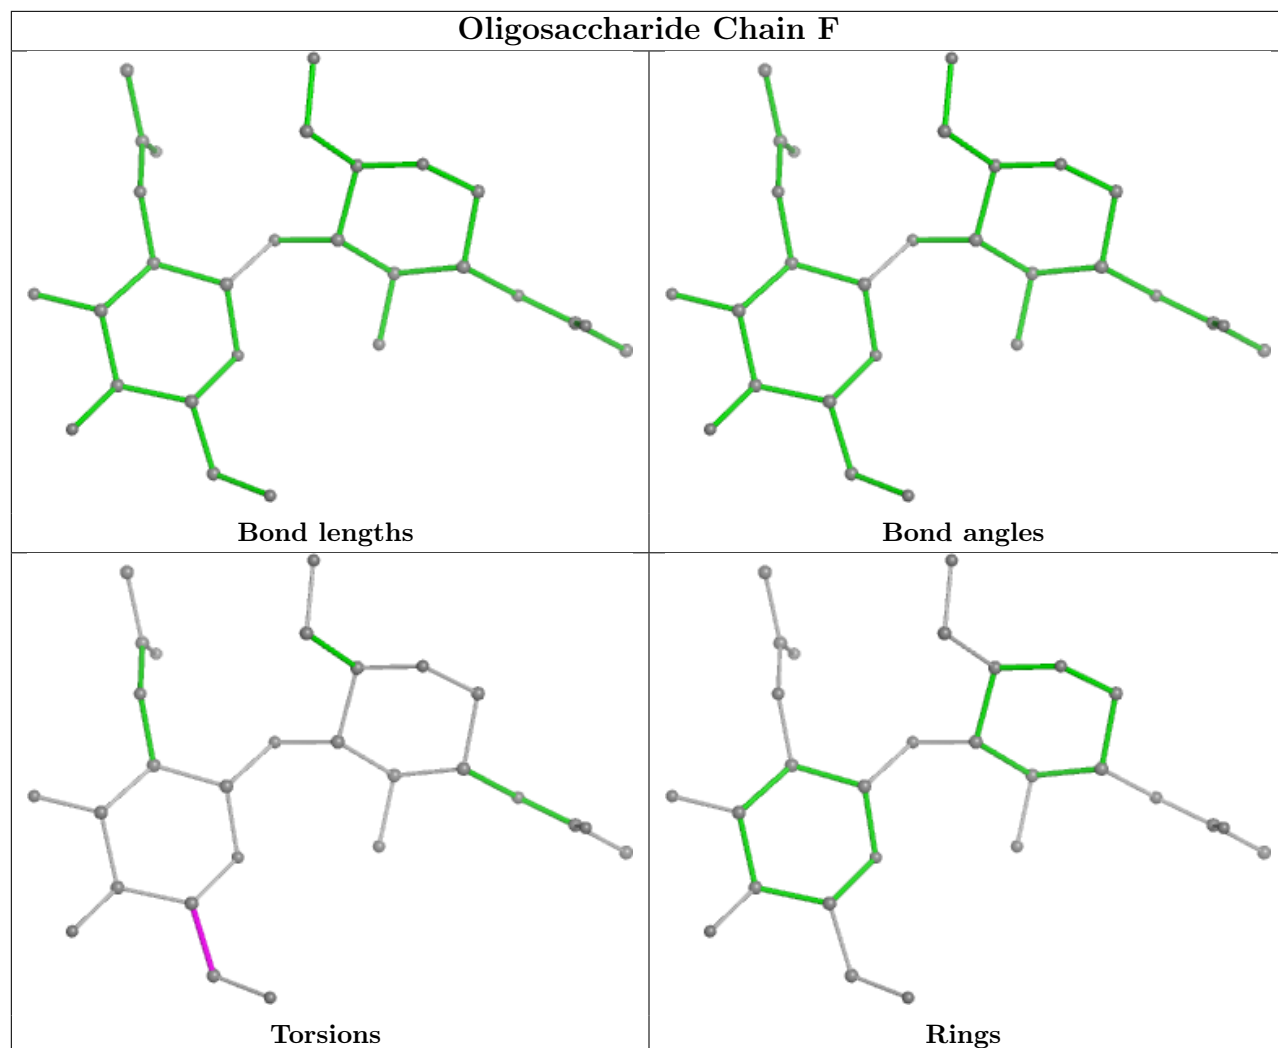 Oligosaccharide Chain F
Bond lengths
Bond angles
Torsions
Rings